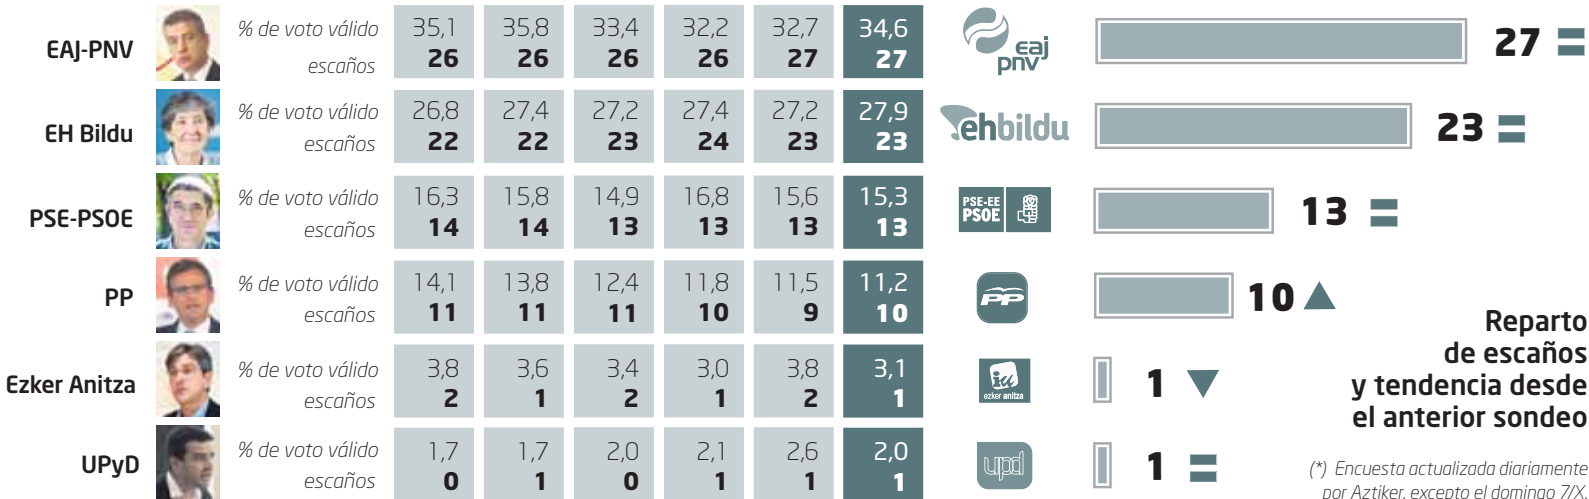 EAJ-PNV
% de voto válido 35,1 35,8 33,4 32,2 32,7 34,6
escaños 26 26 26 26 27 27
eaj
pnv
27 =
EH Bildu
% de voto válido 26,8 27,4 27,2 27,4 27,2 27,9
escaños 22 22 23 24 23 23
ehbildu
23 =
PSE-PSOE
% de voto válido 16,3 15,8 14,9 16,8 15,6 15,3
escaños 14 14 13 13 13 13
PSE-EE
PSOE
13 =
PP
% de voto válido 14,1 13,8 12,4 11,8 11,5 11,2
escaños 11 11 11 10 9 10
PP
10 ▲
Ezker Anitza
% de voto válido 3,8 3,6 3,4 3,0 3,8 3,1
escaños 2 1 2 1 2 1
iu
ezker anitza
1 ▼
UPyD
% de voto válido 1,7 1,7 2,0 2,1 2,6 2,0
escaños 0 1 0 1 1 1
upd
1 =
Reparto
de escaños
y tendencia desde
el anterior sondeo
(*) Encuesta actualizada diariamente
por Aztiker, excepto el domingo 7/X.